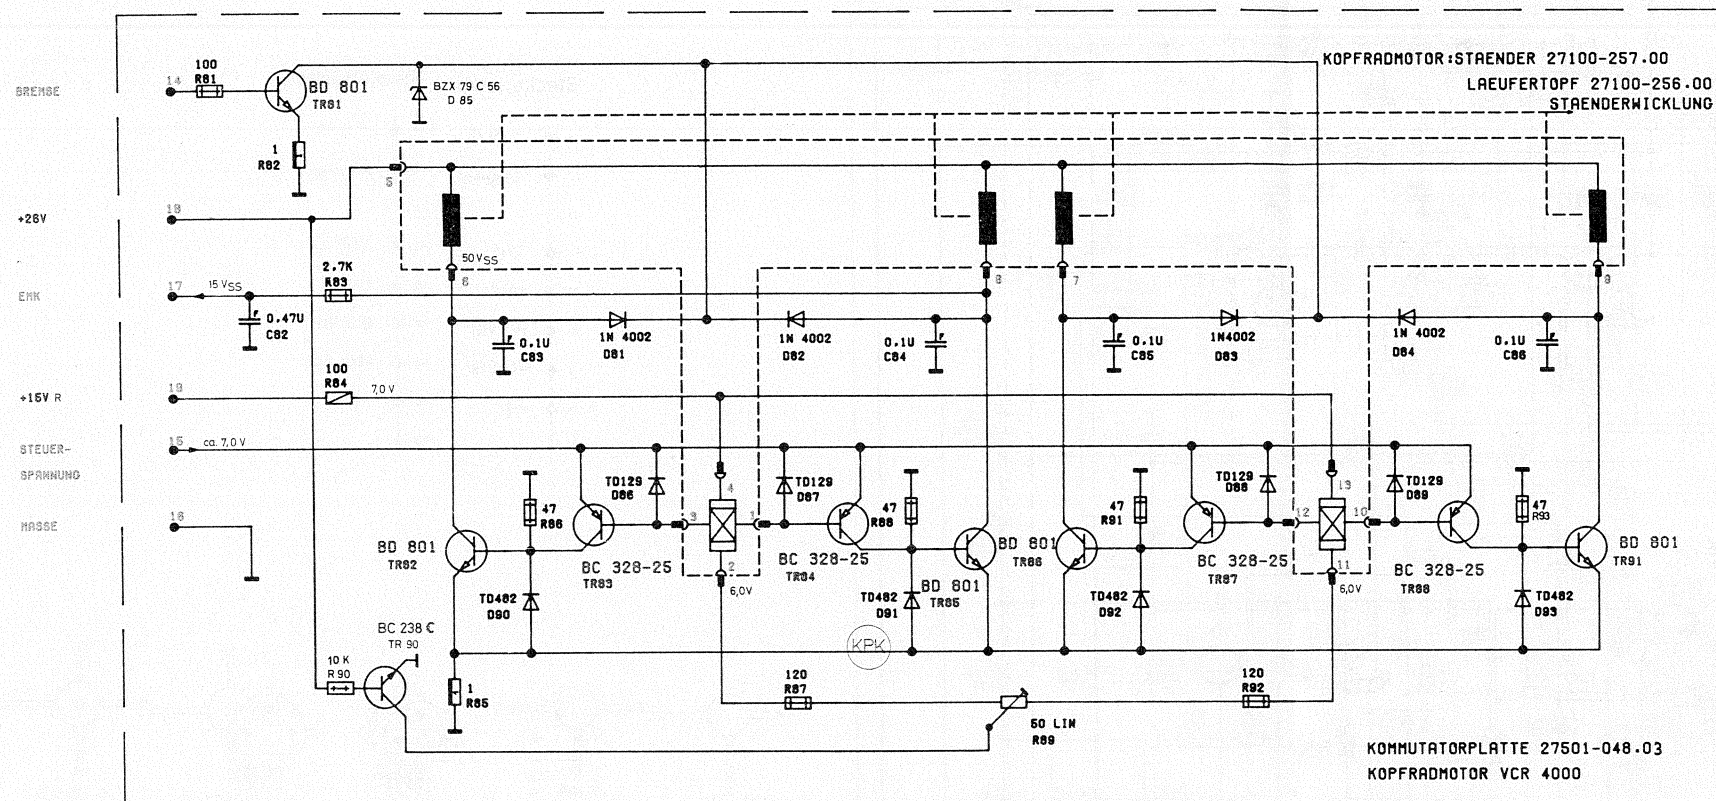 KOPFRADMOTOR:STAENDER 27100-257.00
LAEUFERTOPF 27100-256.00
STAENDERWICKLUNG
BREMSE
14
100
R81
BD 801
TR81
BZX 79 C 56
D 85
1
R82
5
+26V
18
50VSS
6
8
7
9
EMK
17
15 VSS
2.7K
R83
0.47U
C82
0.1U
C83
1N 4002
D81
1N 4002
D82
0.1U
C84
0.1U
C85
1N4002
D83
1N 4002
D84
0.1U
C86
+15V R
19
100
R84
7,0 V
STEUER-
SPANNUNG
15
ca. 7,0 V
MASSE
16
BD 801
TR82
47
R86
TD129
D86
BC 328-25
TR83
3
4
1
2
6,0V
TD129
D87
BC 328-25
TR84
47
R88
BD 801
TR85
TD482
D90
TD482
D91
BD 801
TR86
47
R91
TD129
D88
BC 328-25
TR87
12
13
10
11
6,0V
TD129
D89
BC 328-25
TR88
47
R93
BD 801
TR91
TD482
D92
TD482
D93
KPK
BC 238 C
TR 90
10 K
R 90
1
R85
120
R87
50 LIN
R89
120
R92
KOMMUTATORPLATTE 27501-048.03
KOPFRADMOTOR VCR 4000